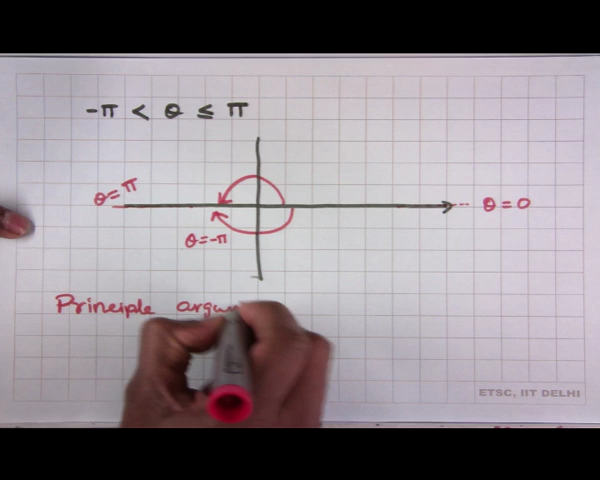 -π < θ ≤ π
θ = π
θ = 0
θ = -π
Principle
ETSC, IIT DELHI